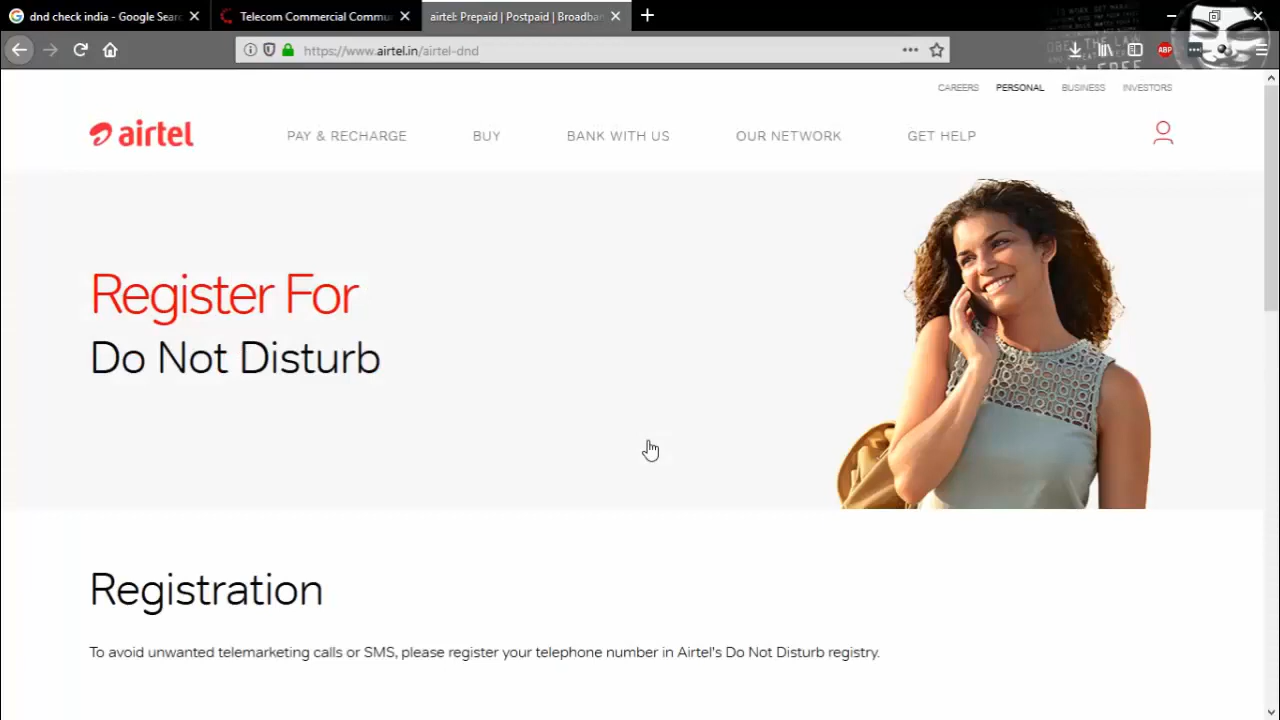 dnd check india - Google Sear
Telecom Commercial Commu
airtel: Prepaid | Postpaid | Broadban
https://www.airtel.in/airtel-dnd
ABP
CAREERS
PERSONAL
BUSINESS
INVESTORS
airtel
PAY & RECHARGE
BUY
BANK WITH US
OUR NETWORK
GET HELP
Register For
Do Not Disturb
Registration
To avoid unwanted telemarketing calls or SMS, please register your telephone number in Airtel's Do Not Disturb registry.